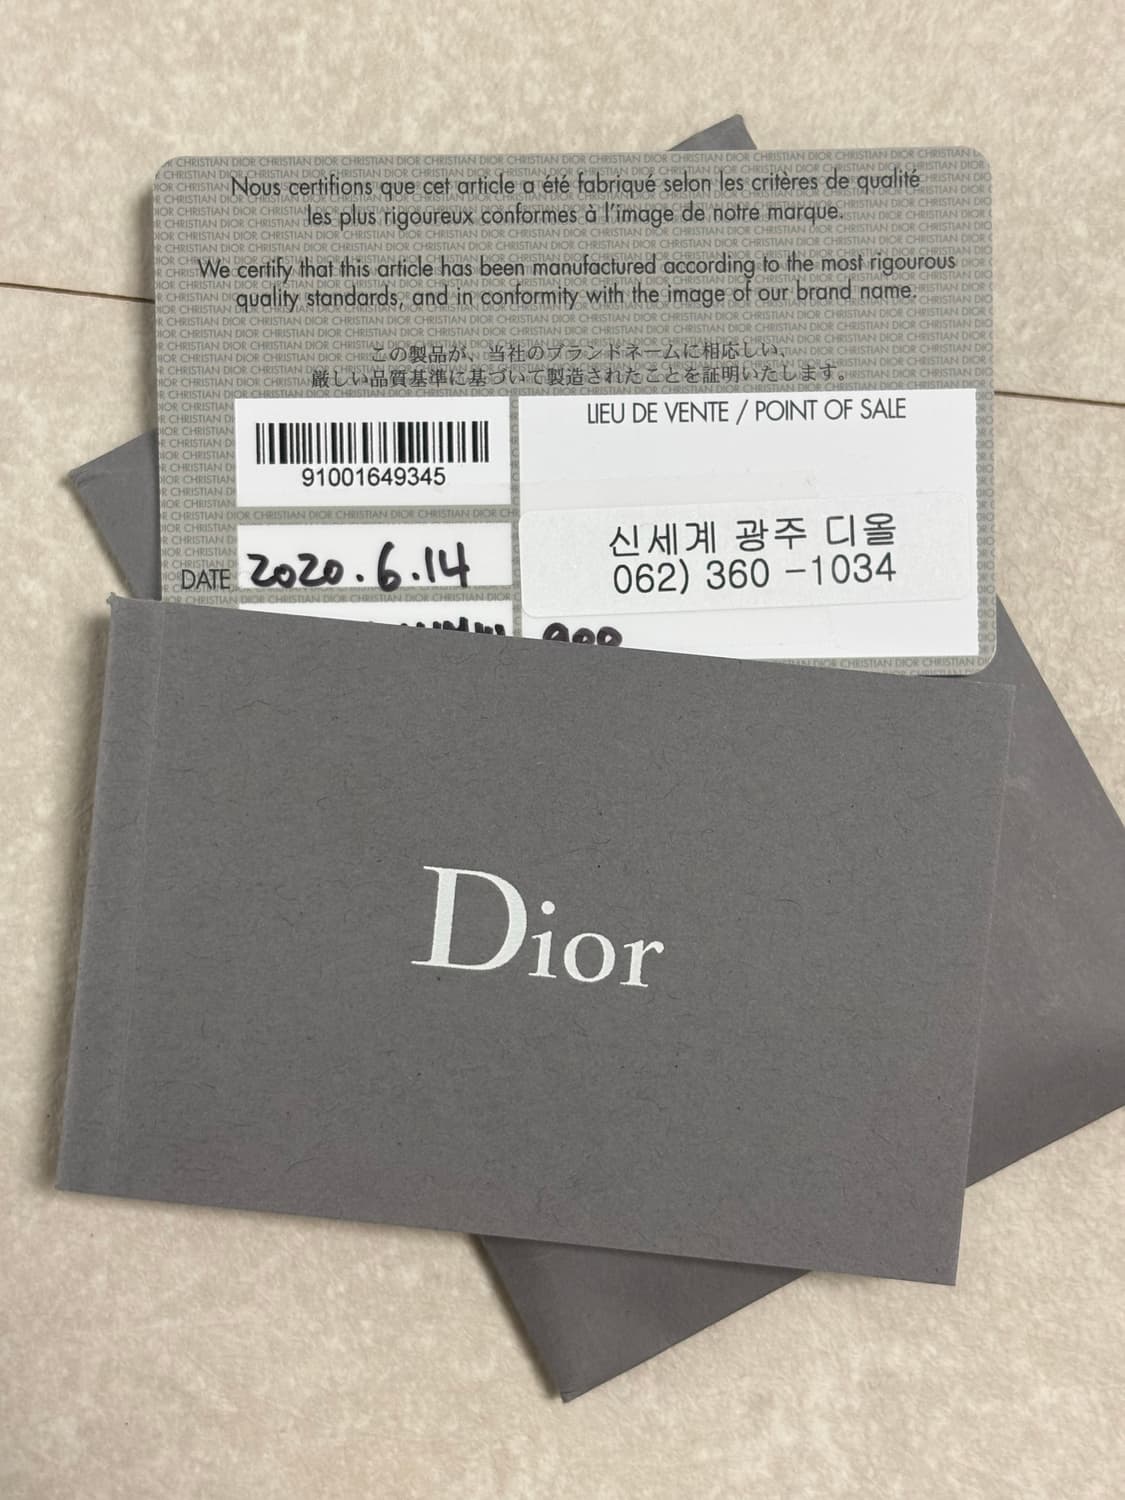 Nous certifions que cet article a été fabriqué selon les critères de qualité
les plus rigoureux conformes à l'image de notre marque.
We certify that this article has been manufactured according to the most rigourous
quality standards, and in conformity with the image of our brand name.
この製品が、当社のブランドネームに相応しい、
厳しい品質基準に基づいて製造されたことを証明いたします。
91001649345
LIEU DE VENTE / POINT OF SALE
신세계 광주 디올
062) 360 -1034
DATE 2020.6.14
Dior